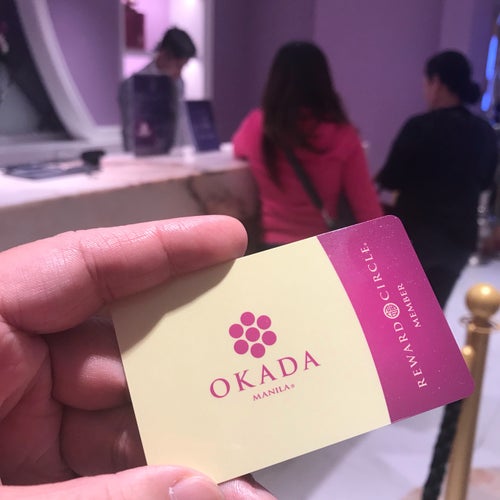 OKADA
MANILA®
REWARD CIRCLE®
MEMBER